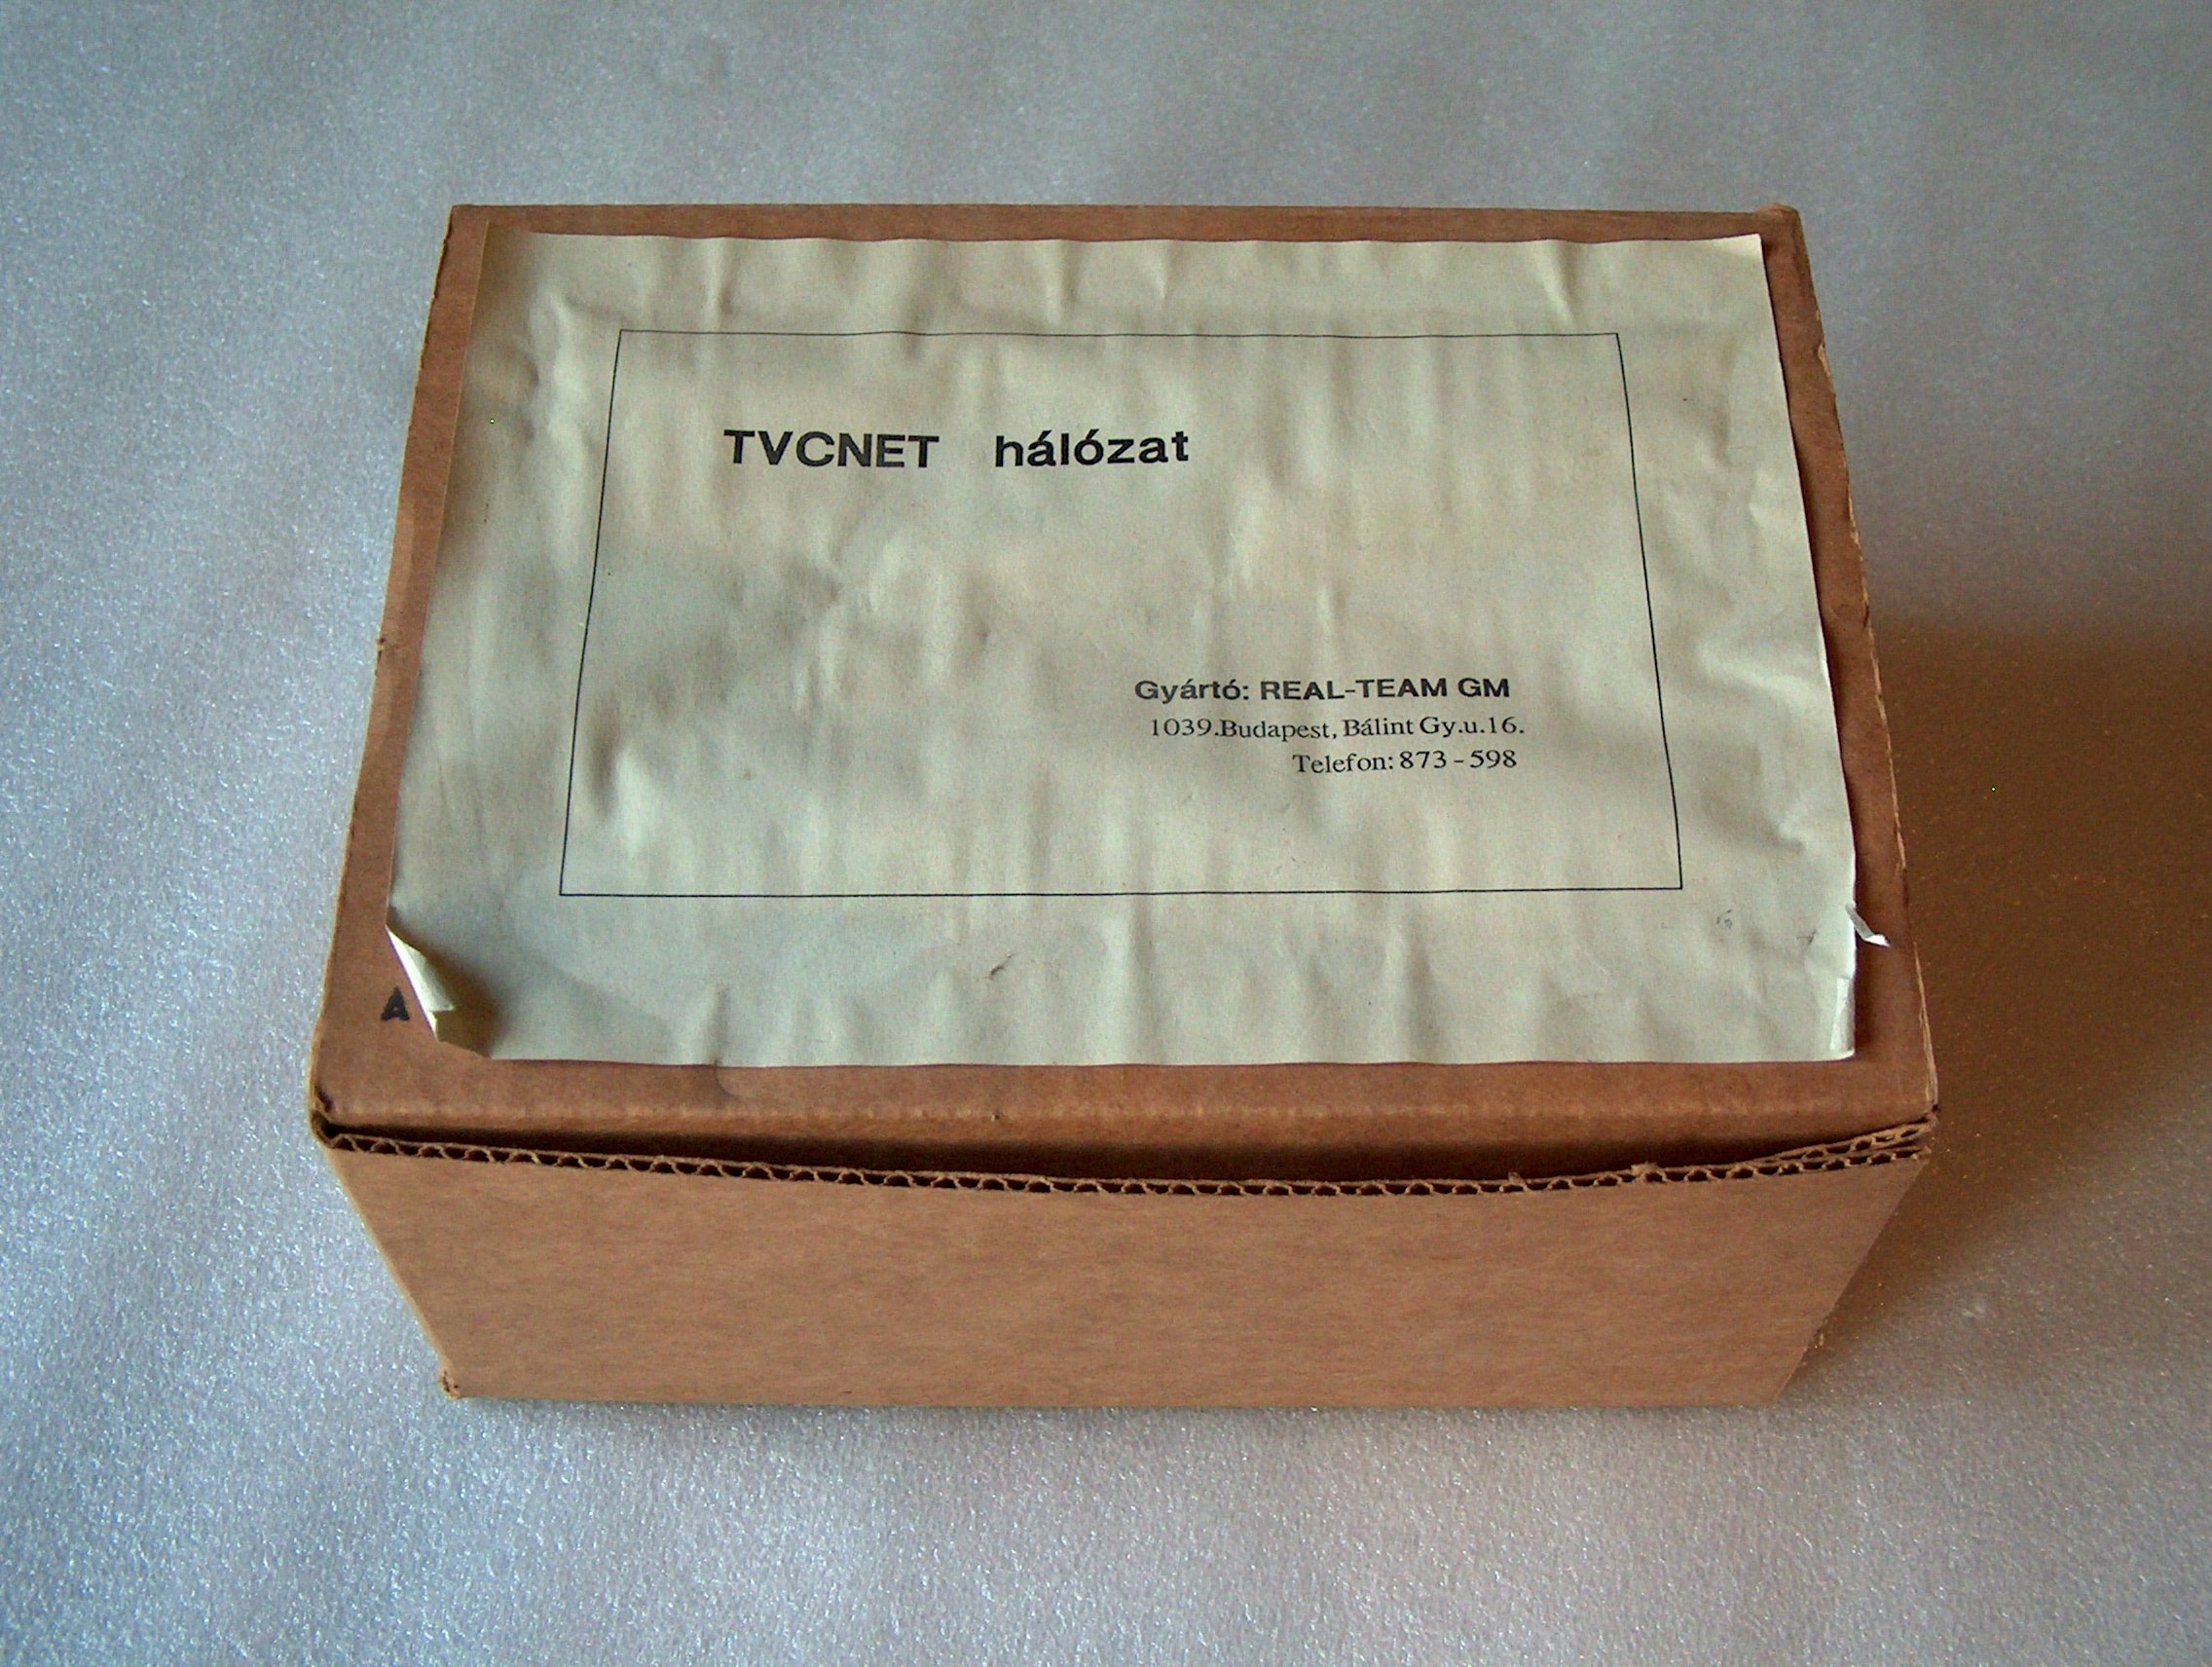 TVCNET hálózat
Gyártó: REAL-TEAM GM
1039.Budapest, Bálint Gy.u.16.
Telefon: 873-598
A